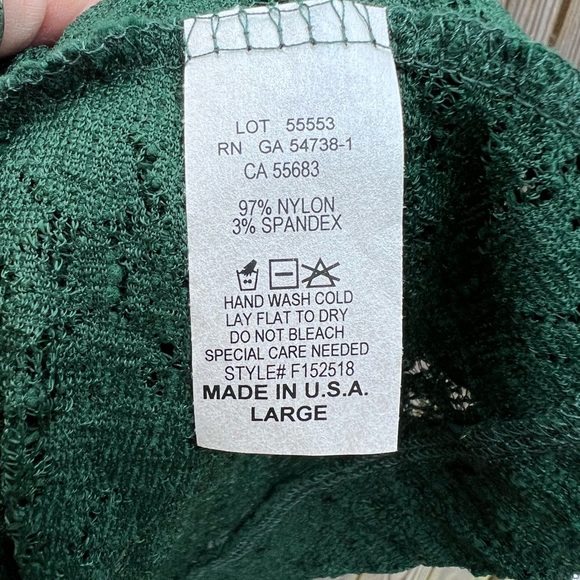 LOT 55553
RN GA 54738-1
CA 55683
97% NYLON
3% SPANDEX
HAND WASH COLD
LAY FLAT TO DRY
DO NOT BLEACH
SPECIAL CARE NEEDED
STYLE# F152518
MADE IN U.S.A.
LARGE